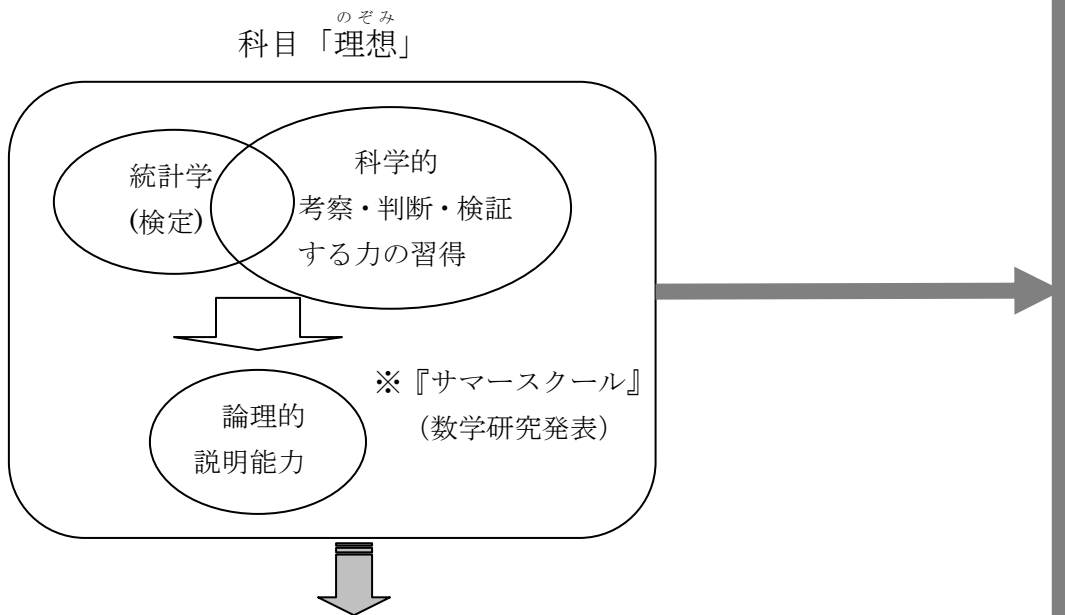 のぞみ
科目「理想」
統計学
(検定)
科学的
考察・判断・検証
する力の習得
論理的
説明能力
※『サマースクール』
（数学研究発表）